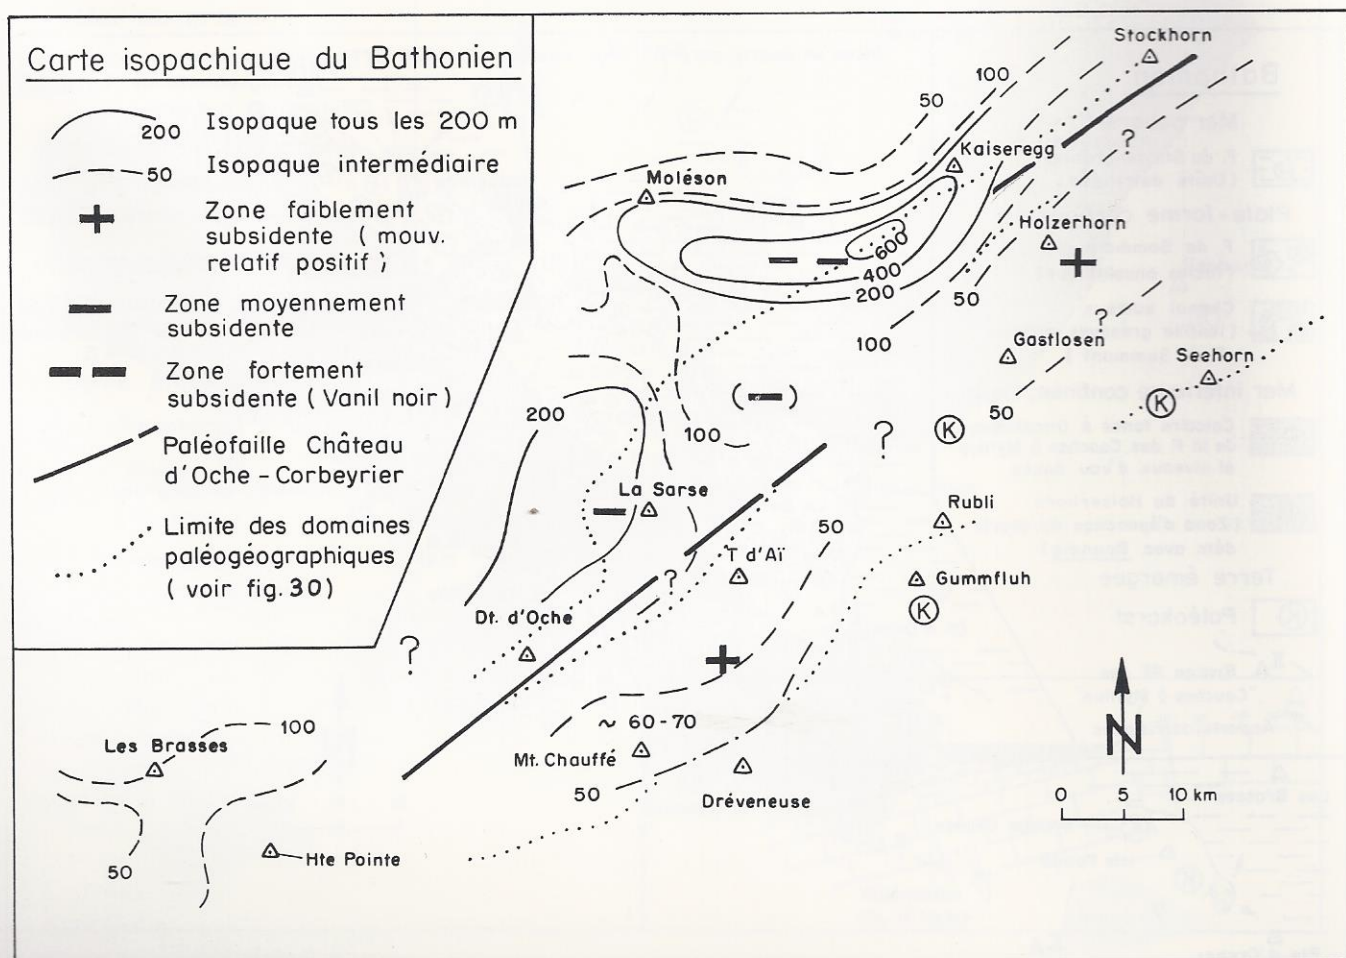 Carte isopachique du Bathonien
200 Isopaque tous les 200 m
50 Isopaque intermédiaire
Zone faiblement
subsidente ( mouv.
relatif positif ;
Zone moyennement
subsidente
Zone fortement
subsidente ( Vanil noir )
Paléofaille Château
d'Oche - Corbeyrier
Limite des domaines
paléogéographiques
( voir fig. 30 )
Stockhorn
100
50
?
Kaiseregg
Moléson
Holzerhorn
600
400
200
50
?
100
Gastlosen
Seehorn
( )
K
50
200
100
?
K
La Sarse
Rubli
50
T d'Aï
?
Gummfluh
K
Dt. d'Oche
?
~ 60 - 70
100
Les Brasses
Mt. Chauffé
N
50
Dréveneuse
0 5 10 km
Hte Pointe
50